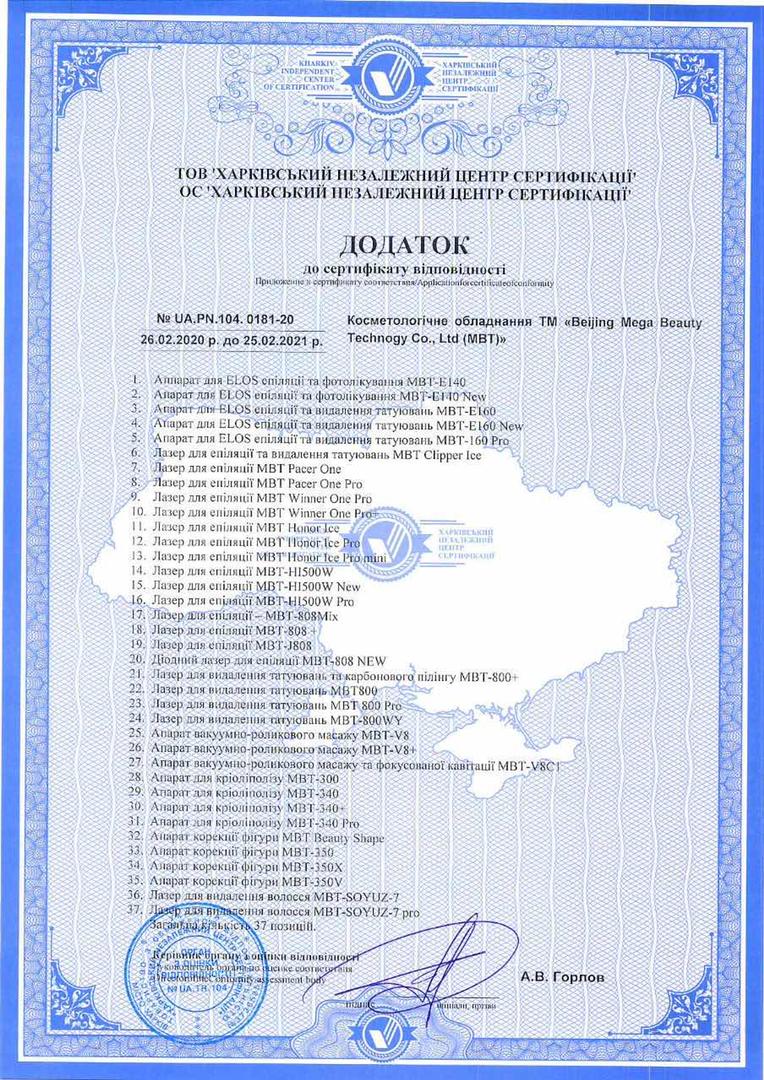 KHARKIV
INDEPENDENT
CENTER
OF CERTIFICATION
ХАРКІВСЬКИЙ
НЕЗАЛЕЖНИЙ
ЦЕНТР
СЕРТИФІКАЦІЇ
ТОВ 'ХАРКІВСЬКИЙ НЕЗАЛЕЖНИЙ ЦЕНТР СЕРТИФІКАЦІЇ'
ОС 'ХАРКІВСЬКИЙ НЕЗАЛЕЖНИЙ ЦЕНТР СЕРТИФІКАЦІЇ'
ДОДАТОК
до сертифікату відповідності
Приложение к сертификату соответствия/Applicationforcertificateofconformity
№ UA.PN.104. 0181-20
26.02.2020 р. до 25.02.2021 р.
Косметологічне обладнання ТМ «Beijing Mega Beauty
Technogy Co., Ltd (MBT)»
1. Аппарат для ELOS епіляції та фотолікування MBT-E140
2. Апарат для ELOS епіляції та фотолікування MBT-E140 New
3. Апарат для ELOS епіляції та видалення татуювань MBT-E160
4. Апарат для ELOS епіляції та видалення татуювань MBT-E160 New
5. Апарат для ELOS епіляції та видалення татуювань MBT-160 Pro
6. Лазер для епіляції та видалення татуювань MBT Clipper Ice
7. Лазер для епіляції MBT Pacer One
8. Лазер для епіляції MBT Pacer One Pro
9. Лазер для епіляції MBT Winner One Pro
10. Лазер для епіляції MBT Winner One Pro+
11. Лазер для епіляції MBT Honor Ice
12. Лазер для епіляції MBT Honor Ice Pro
13. Лазер для епіляції MBT Honor Ice Pro mini
ХАРКІВСЬКИЙ
НЕЗАЛЕЖНИЙ
ЦЕНТР
СЕРТИФІКАЦІЇ
14. Лазер для епіляції MBT-HI500W
15. Лазер для епіляції MBT-HI500W New
16. Лазер для епіляції MBT-HI500W Pro
17. Лазер для епіляції – MBT-808Mix
18. Лазер для епіляції MBT-808 +
19. Лазер для епіляції MBT-J808
20. Діодний лазер для епіляції MBT-808 NEW
21. Лазер для видалення татуювань та карбонового пілінгу MBT-800+
22. Лазер для видалення татуювань MBT800
23. Лазер для видалення татуювань MBT 800 Pro
24. Лазер для видалення татуювань MBT-800WY
25. Апарат вакуумно-роликового масажу MBT-V8
26. Апарат вакуумно-роликового масажу MBT-V8+
27. Апарат вакуумно-роликового масажу та фокусованої кавітації MBT-V8C1
28. Апарат для кріоліполізу MBT-300
29. Апарат для кріоліполізу MBT-340
30. Апарат для кріоліполізу MBT-340+
31. Апарат для кріоліполізу MBT-340 Pro
32. Апарат корекції фігури MBT Beauty Shape
33. Апарат корекції фігури MBT-350
34. Апарат корекції фігури MBT-350X
35. Апарат корекції фігури MBT-350V
36. Лазер для видалення волосся MBT-SOYUZ-7
37. Лазер для видалення волосся MBT-SOYUZ-7 pro
Загальна кількість 37 позицій.
Керівник органу з оцінки відповідності
Руководитель органа по оценке соответствия
conformity assessment body
ОРГАН
З ОЦІНКИ
ВІДПОВІДНОСТІ
№ UA.TR.104
А.В. Горлов
підпис
ініціали, прізвищ